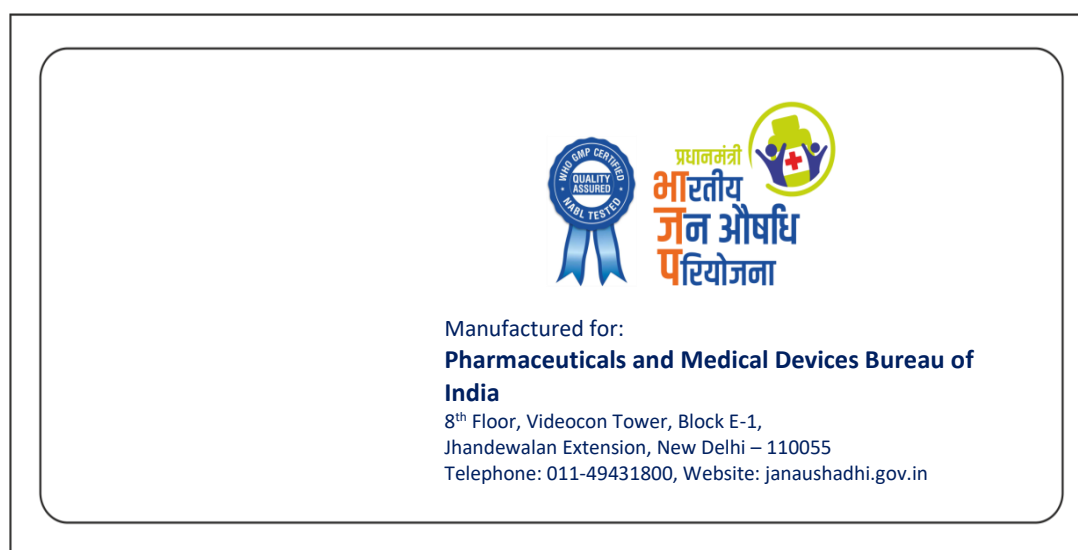 WHO GMP CERTIFIED
QUALITY
ASSURED
NABL TESTED
प्रधानमंत्री
भारतीय
जन औषधि
परियोजना
Manufactured for:
Pharmaceuticals and Medical Devices Bureau of
India
8th Floor, Videocon Tower, Block E-1,
Jhandewalan Extension, New Delhi – 110055
Telephone: 011-49431800, Website: janaushadhi.gov.in